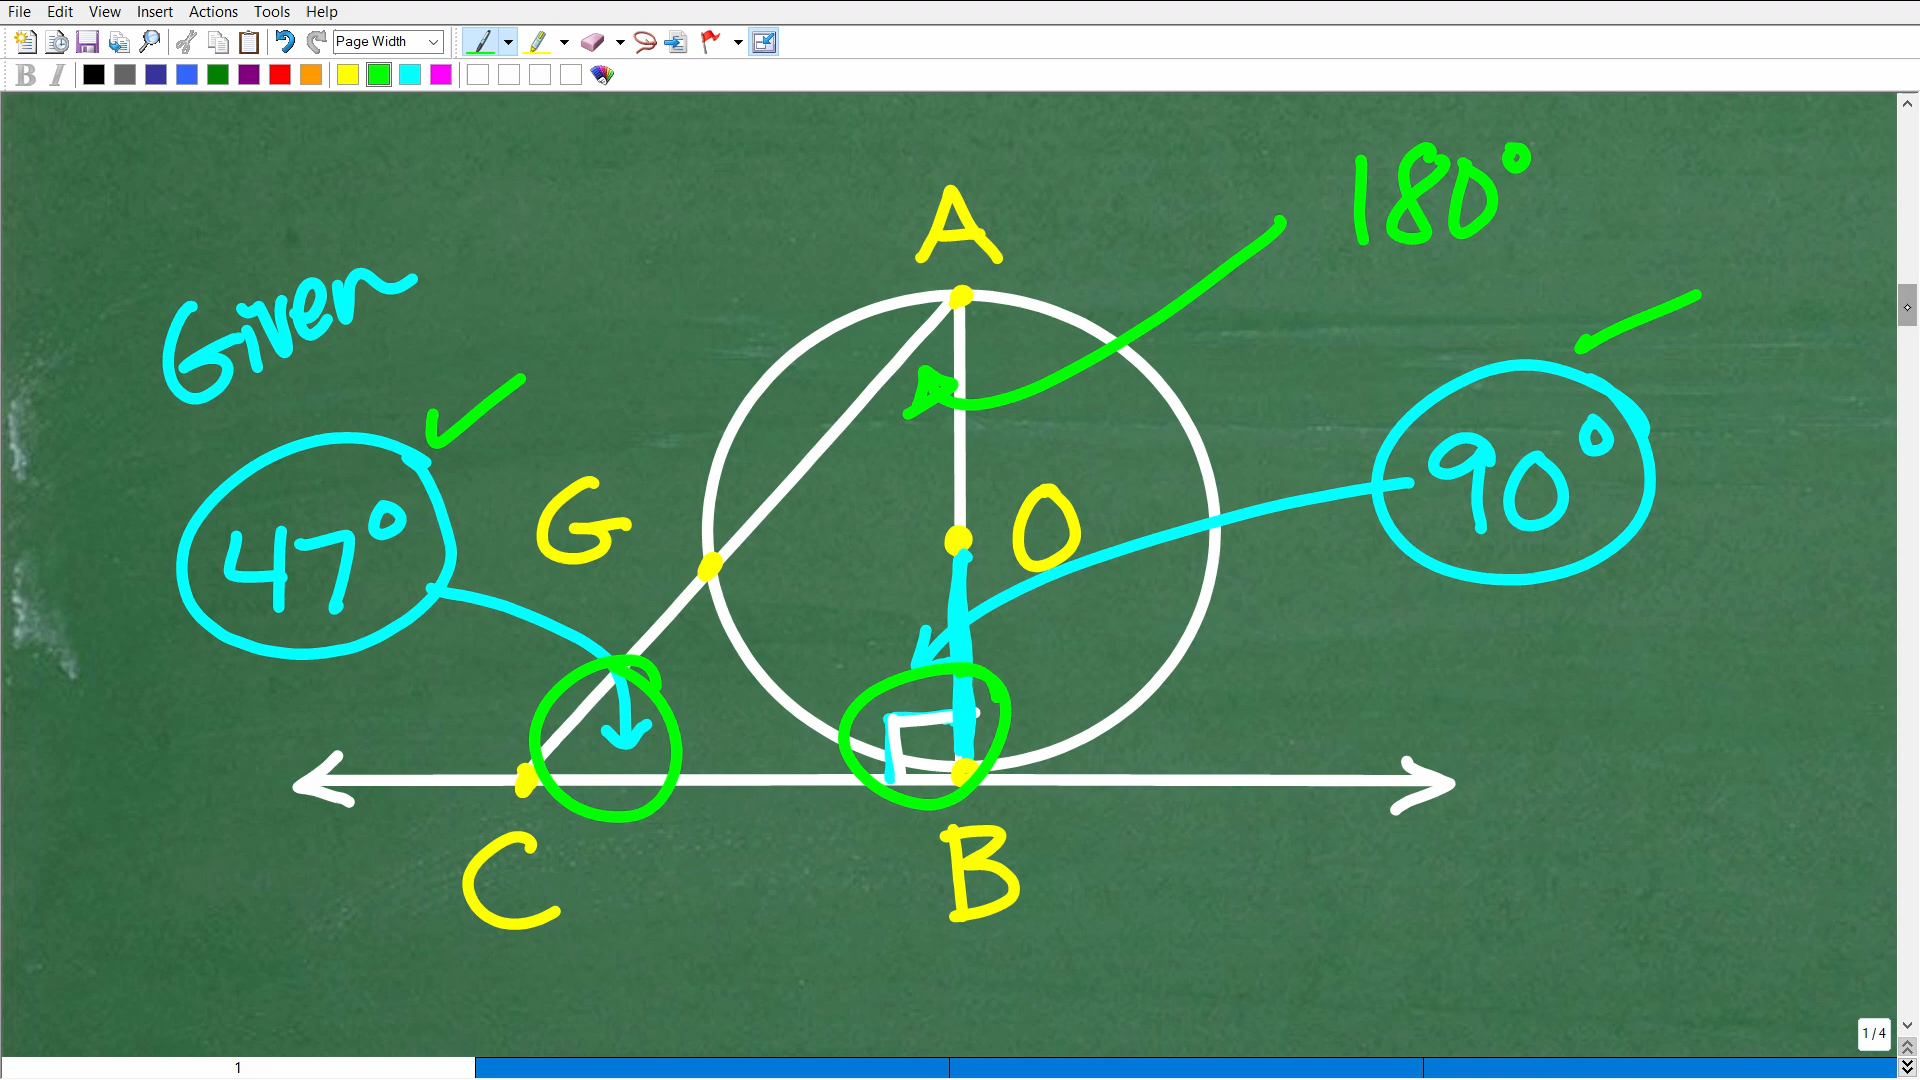 File Edit View Insert Actions Tools Help
Page Width
B I
180°
A
Given
90°
G
O
47°
C
B
1 / 4
1